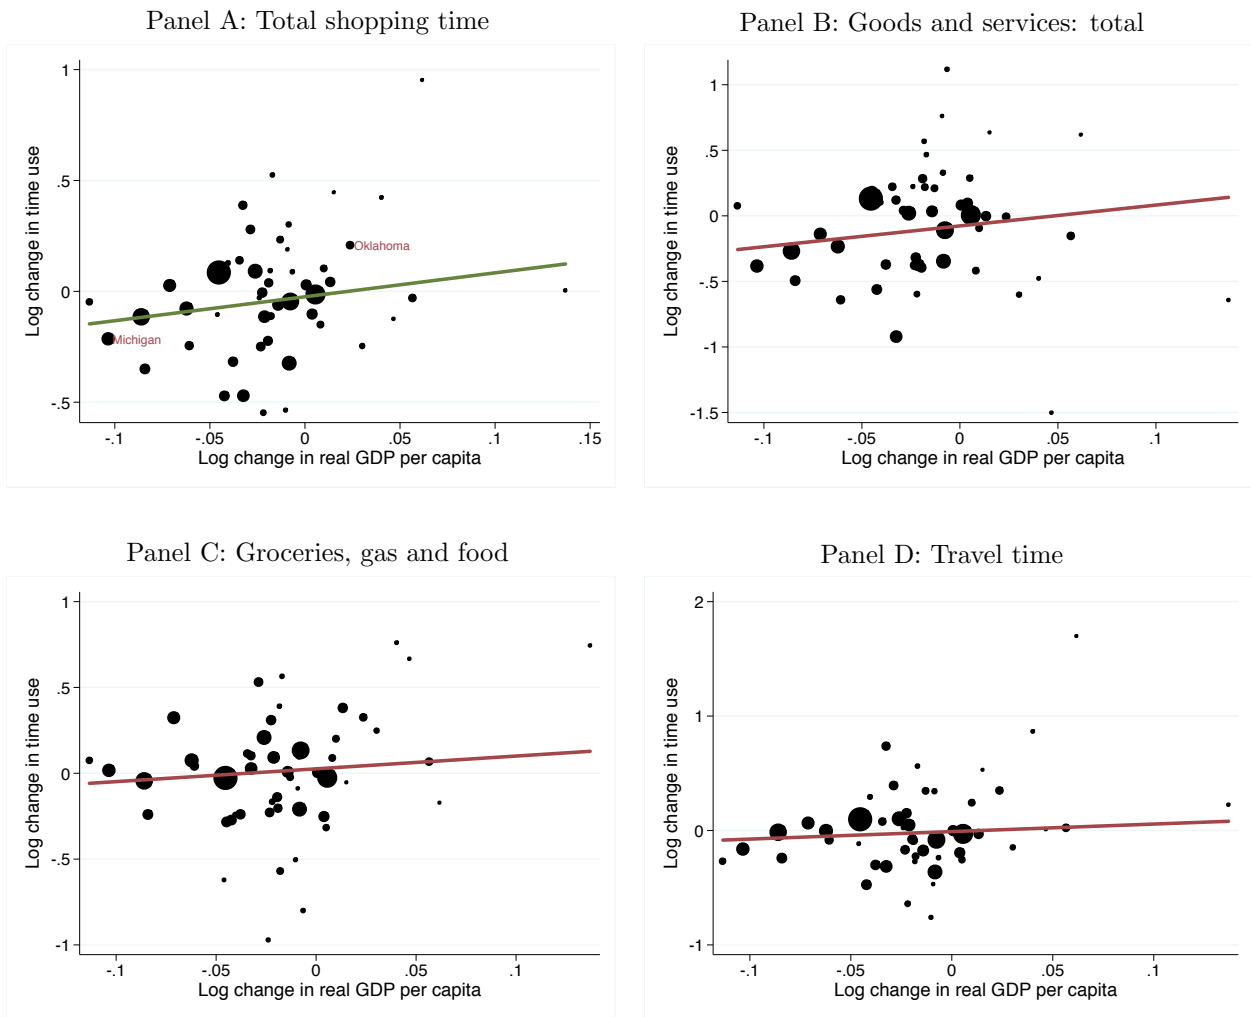 Panel A: Total shopping time
Log change in time use
1
.5
0
-.5
Oklahoma
Michigan
-.1
-.05
0
.05
.1
.15
Log change in real GDP per capita
Panel B: Goods and services: total
Log change in time use
1
.5
0
-.5
-1
-1.5
-.1
-.05
0
.05
.1
Log change in real GDP per capita
Panel C: Groceries, gas and food
Log change in time use
1
.5
0
-.5
-1
-.1
-.05
0
.05
.1
Log change in real GDP per capita
Panel D: Travel time
Log change in time use
2
1
0
-1
-.1
-.05
0
.05
.1
Log change in real GDP per capita